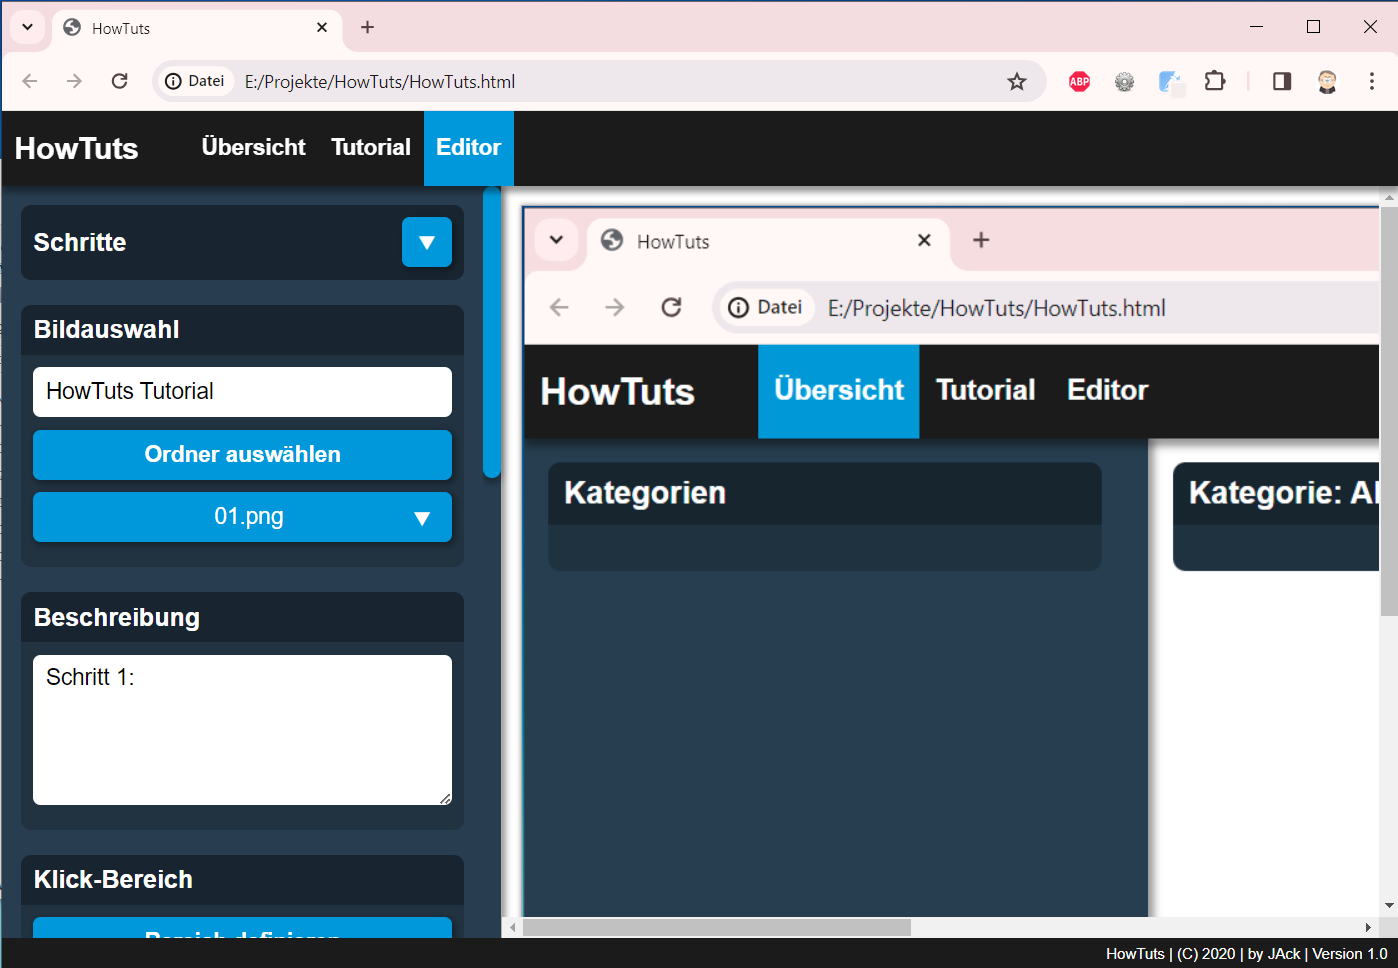 HowTuts
Datei E:/Projekte/HowTuts/HowTuts.html
ABP
HowTuts Übersicht Tutorial Editor
Schritte
Bildauswahl
HowTuts Tutorial
Ordner auswählen
01.png
Beschreibung
Schritt 1:
Klick-Bereich
Bereich definieren
HowTuts
Datei E:/Projekte/HowTuts/HowTuts.html
HowTuts Übersicht Tutorial Editor
Kategorien
Kategorie: Al
HowTuts | (C) 2020 | by JAck | Version 1.0